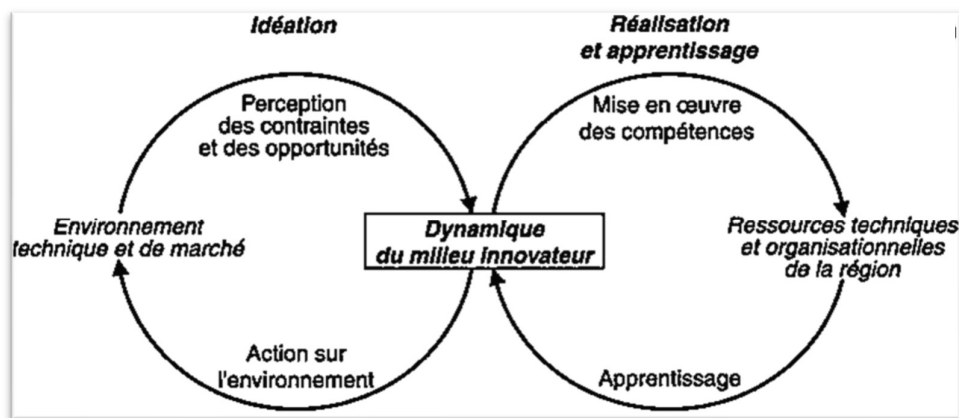 Idéation
Réalisation
et apprentissage
Perception
des contraintes
et des opportunités
Mise en œuvre
des compétences
Environnement
technique et de marché
Dynamique
du milieu innovateur
Ressources techniques
et organisationnelles
de la région
Action sur
l'environnement
Apprentissage